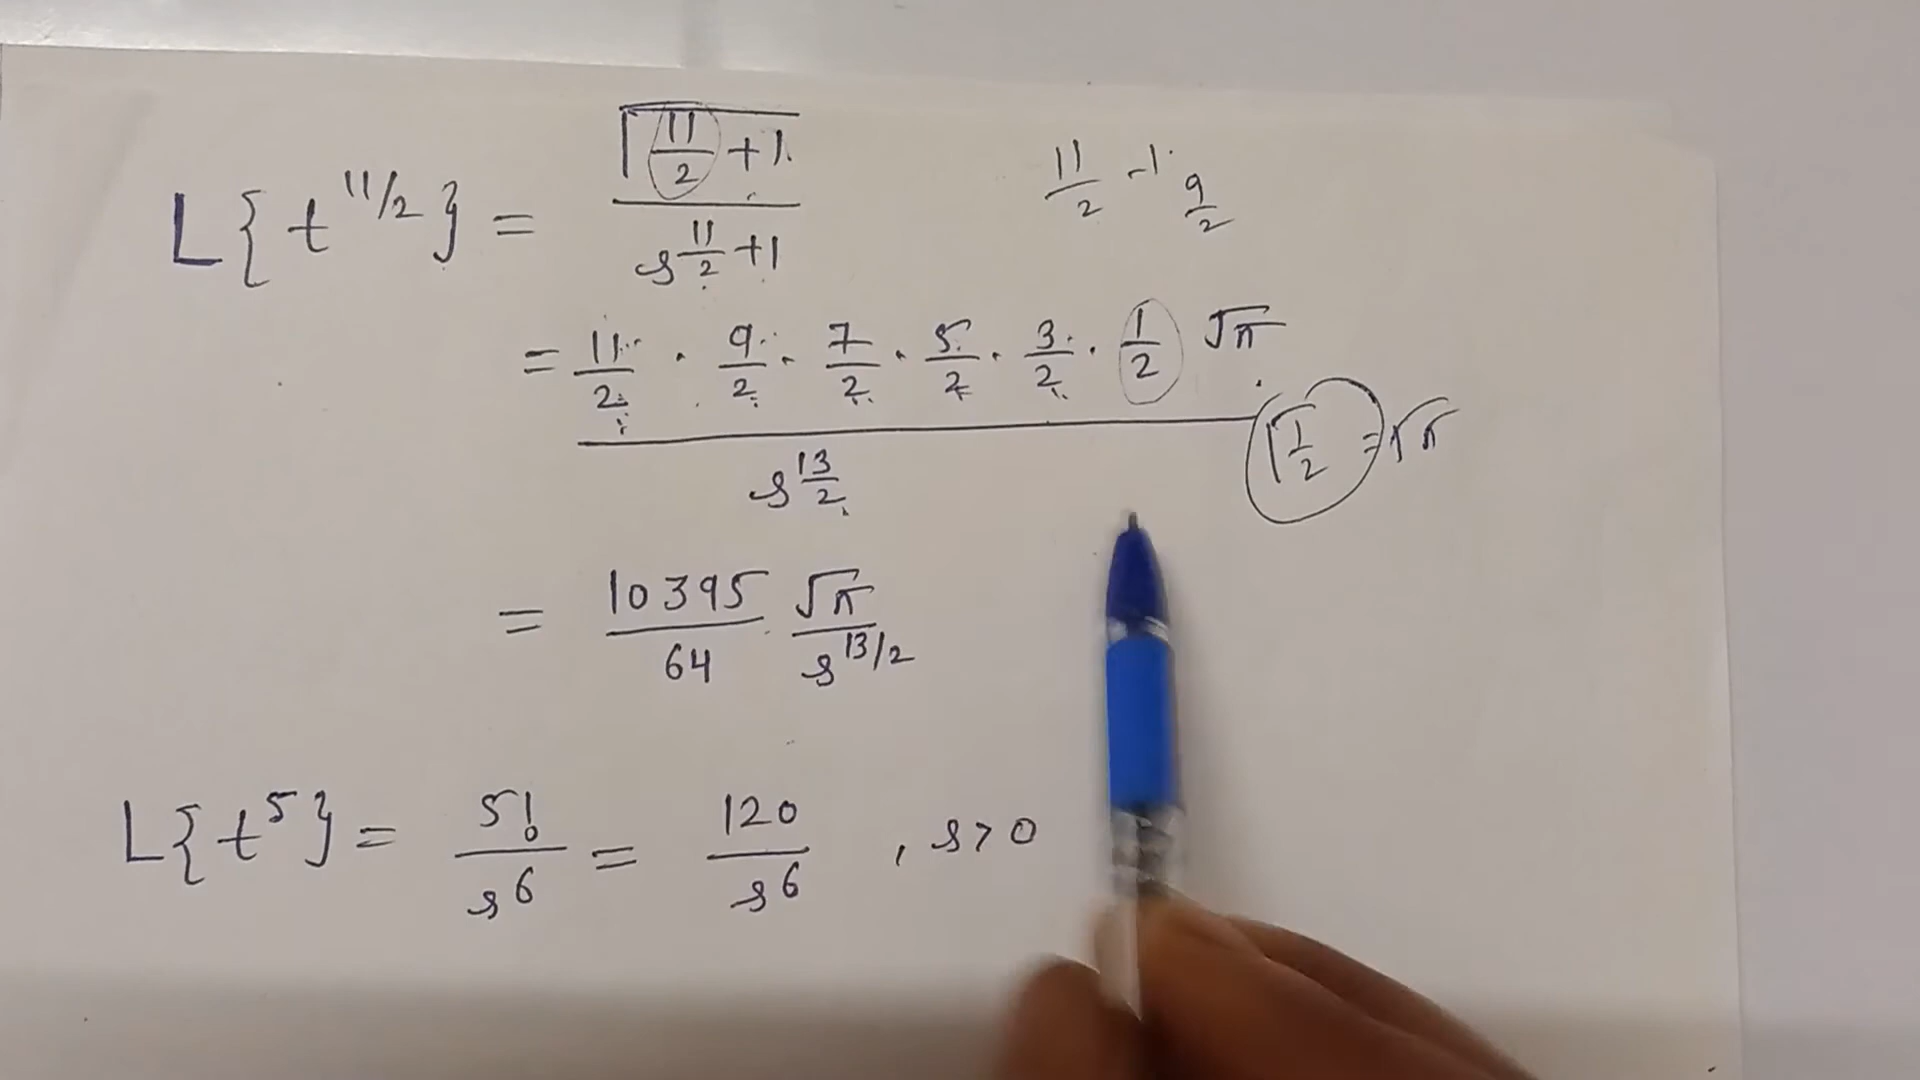 L{t^11/2} = Γ(11/2 + 1) / s^(11/2 + 1)
11/2 - 1 9/2
= 11/2 · 9/2 · 7/2 · 5/2 · 3/2 · 1/2 √π / s^13/2
Γ1/2 = √π
= 10395/64 · √π/s^13/2
L{t^5} = 5!/s^6 = 120/s^6 , s>0